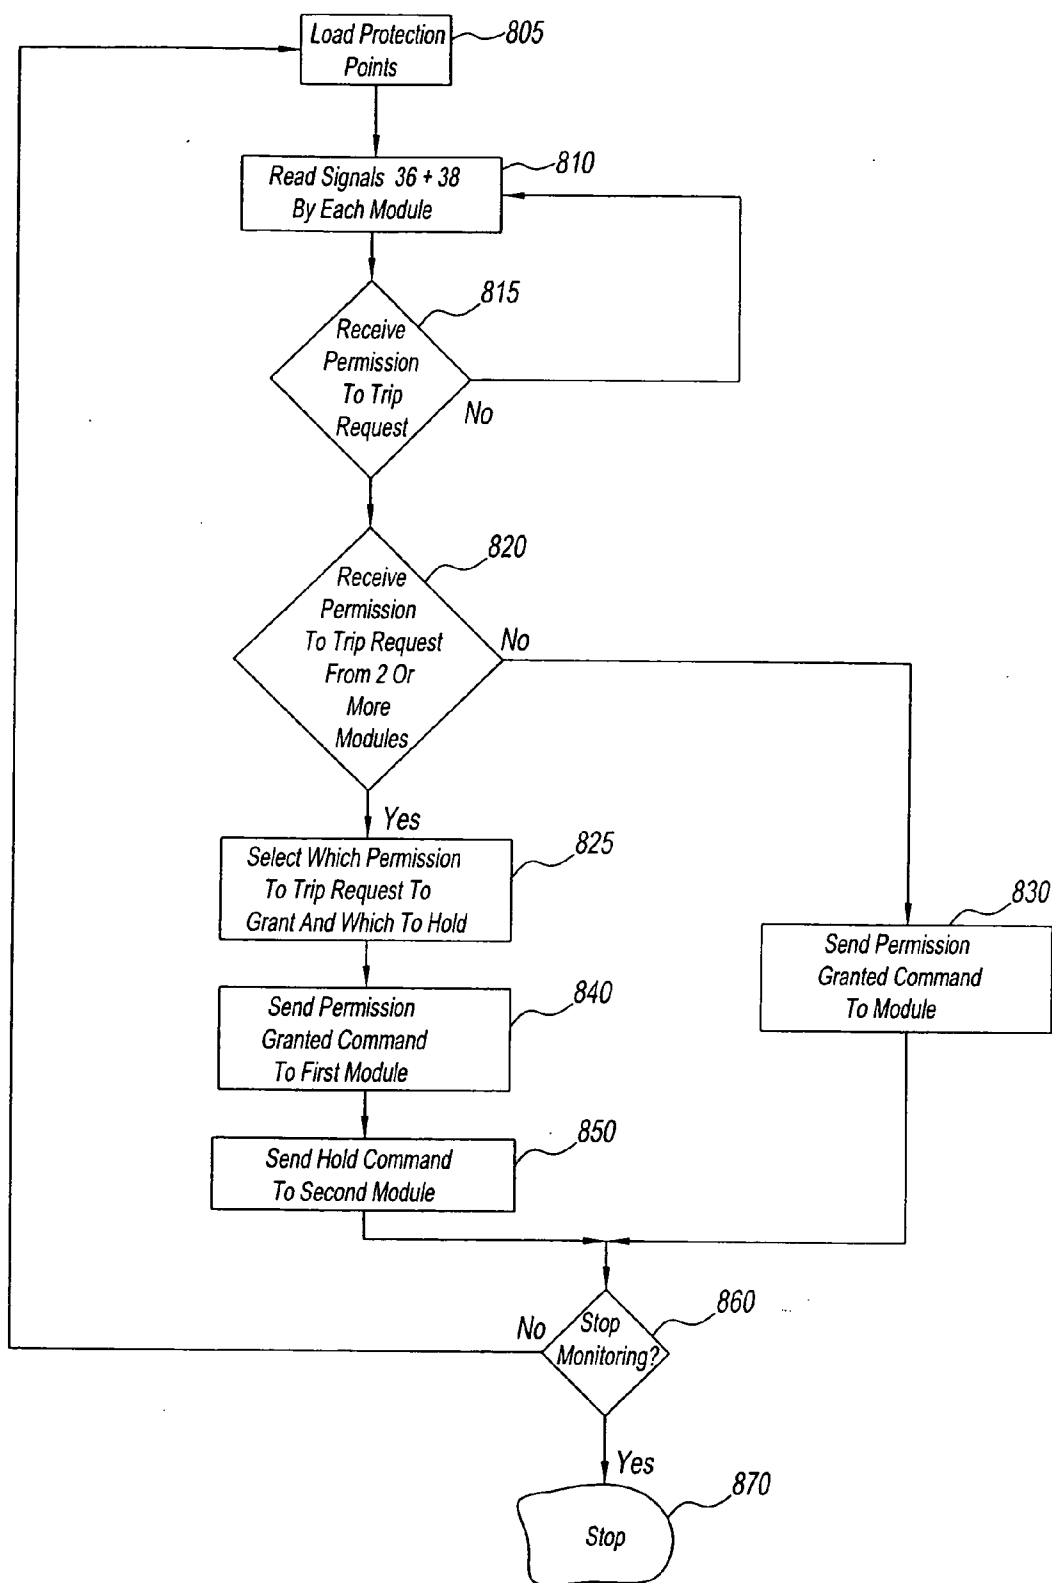 Load Protection
Points
805
Read Signals 36 + 38
By Each Module
810
Receive
Permission
To Trip
Request
815
No
Receive
Permission
To Trip Request
From 2 Or
More
Modules
820
No
Yes
Select Which Permission
To Trip Request To
Grant And Which To Hold
825
Send Permission
Granted Command
To Module
830
Send Permission
Granted Command
To First Module
840
Send Hold Command
To Second Module
850
Stop
Monitoring?
860
No
Yes
Stop
870